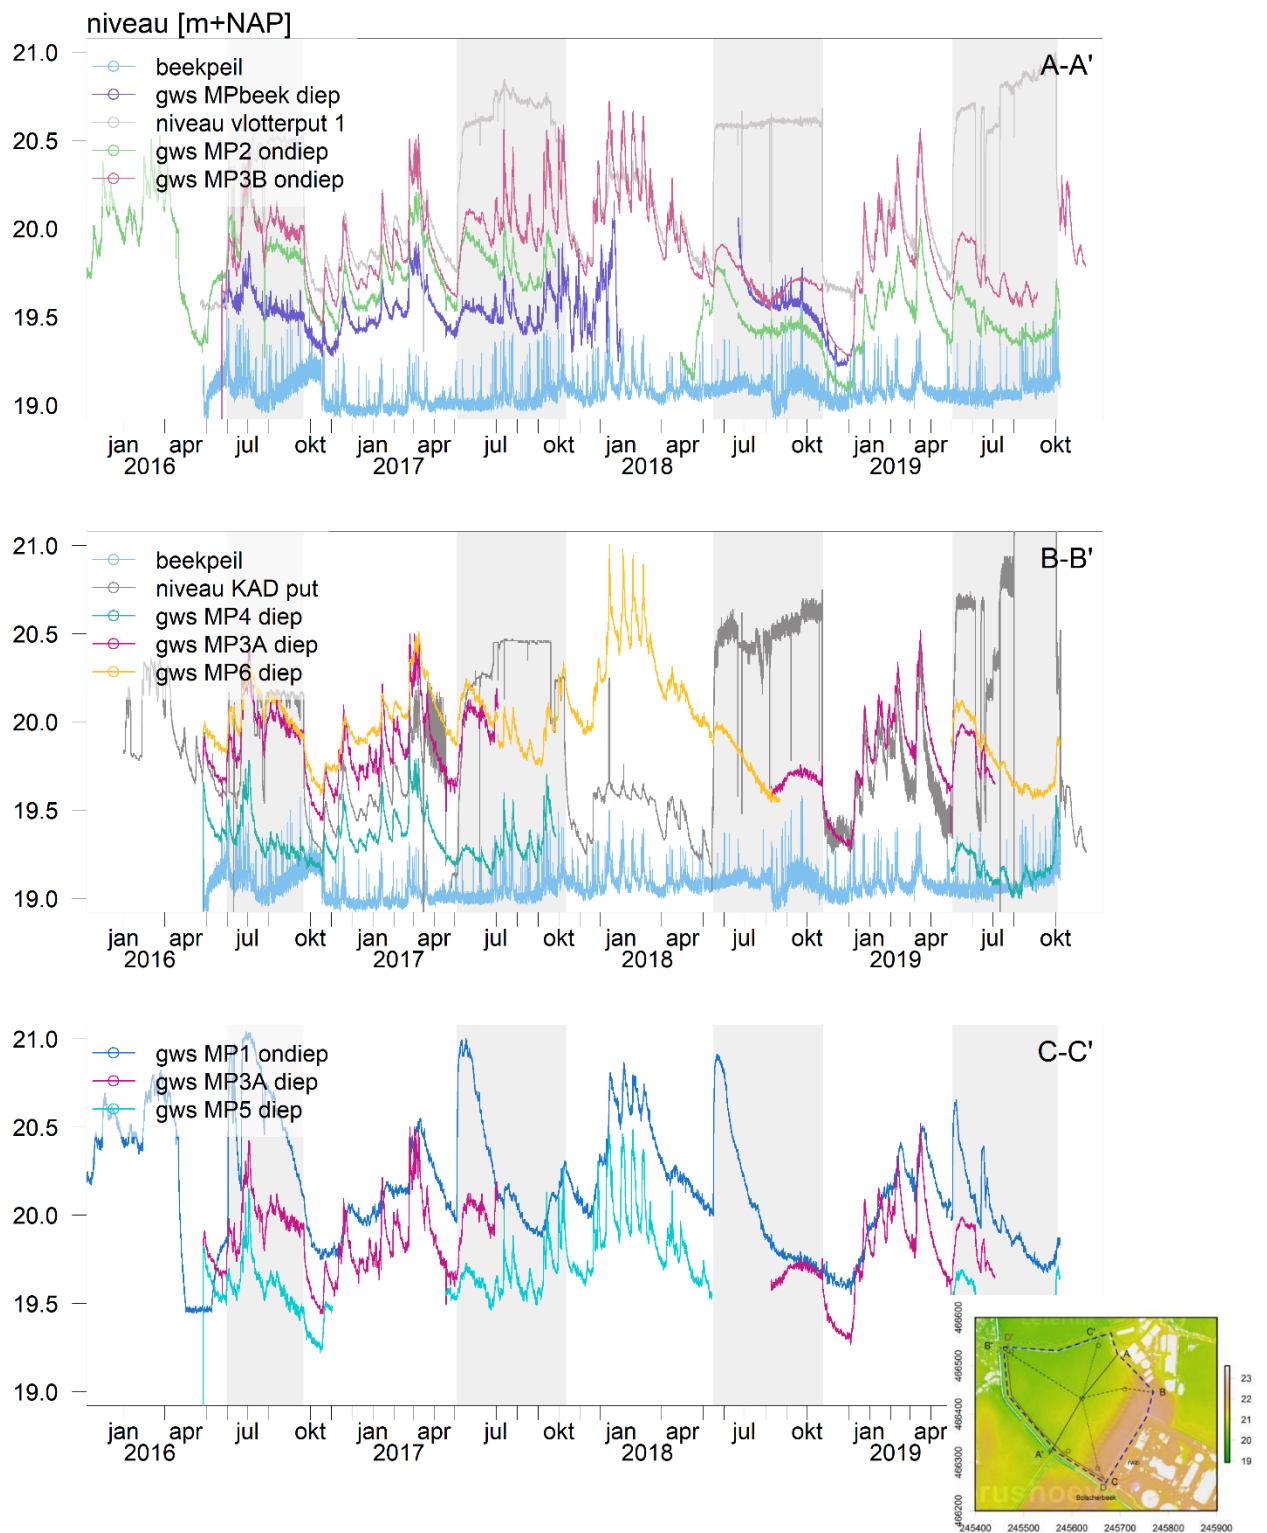 niveau [m+NAP]
21.0
20.5
20.0
19.5
19.0
beekpeil
gws MPbeek diep
niveau vlotterput 1
gws MP2 ondiep
gws MP3B ondiep
A-A'
jan apr jul okt jan apr jul okt jan apr jul okt jan apr jul okt
2016 2017 2018 2019
21.0
20.5
20.0
19.5
19.0
beekpeil
niveau KAD put
gws MP4 diep
gws MP3A diep
gws MP6 diep
B-B'
jan apr jul okt jan apr jul okt jan apr jul okt jan apr jul okt
2016 2017 2018 2019
21.0
20.5
20.0
19.5
19.0
gws MP1 ondiep
gws MP3A diep
gws MP5 diep
C-C'
jan apr jul okt jan apr jul okt jan apr jul okt
2016 2017 2018 2019
466600
466500
466400
466300
466200
B' D'
C'
A
B
A'
C
D
RWZI
Bolscherbeek
23
22
21
20
19
245400 245500 245600 245700 245800 245900